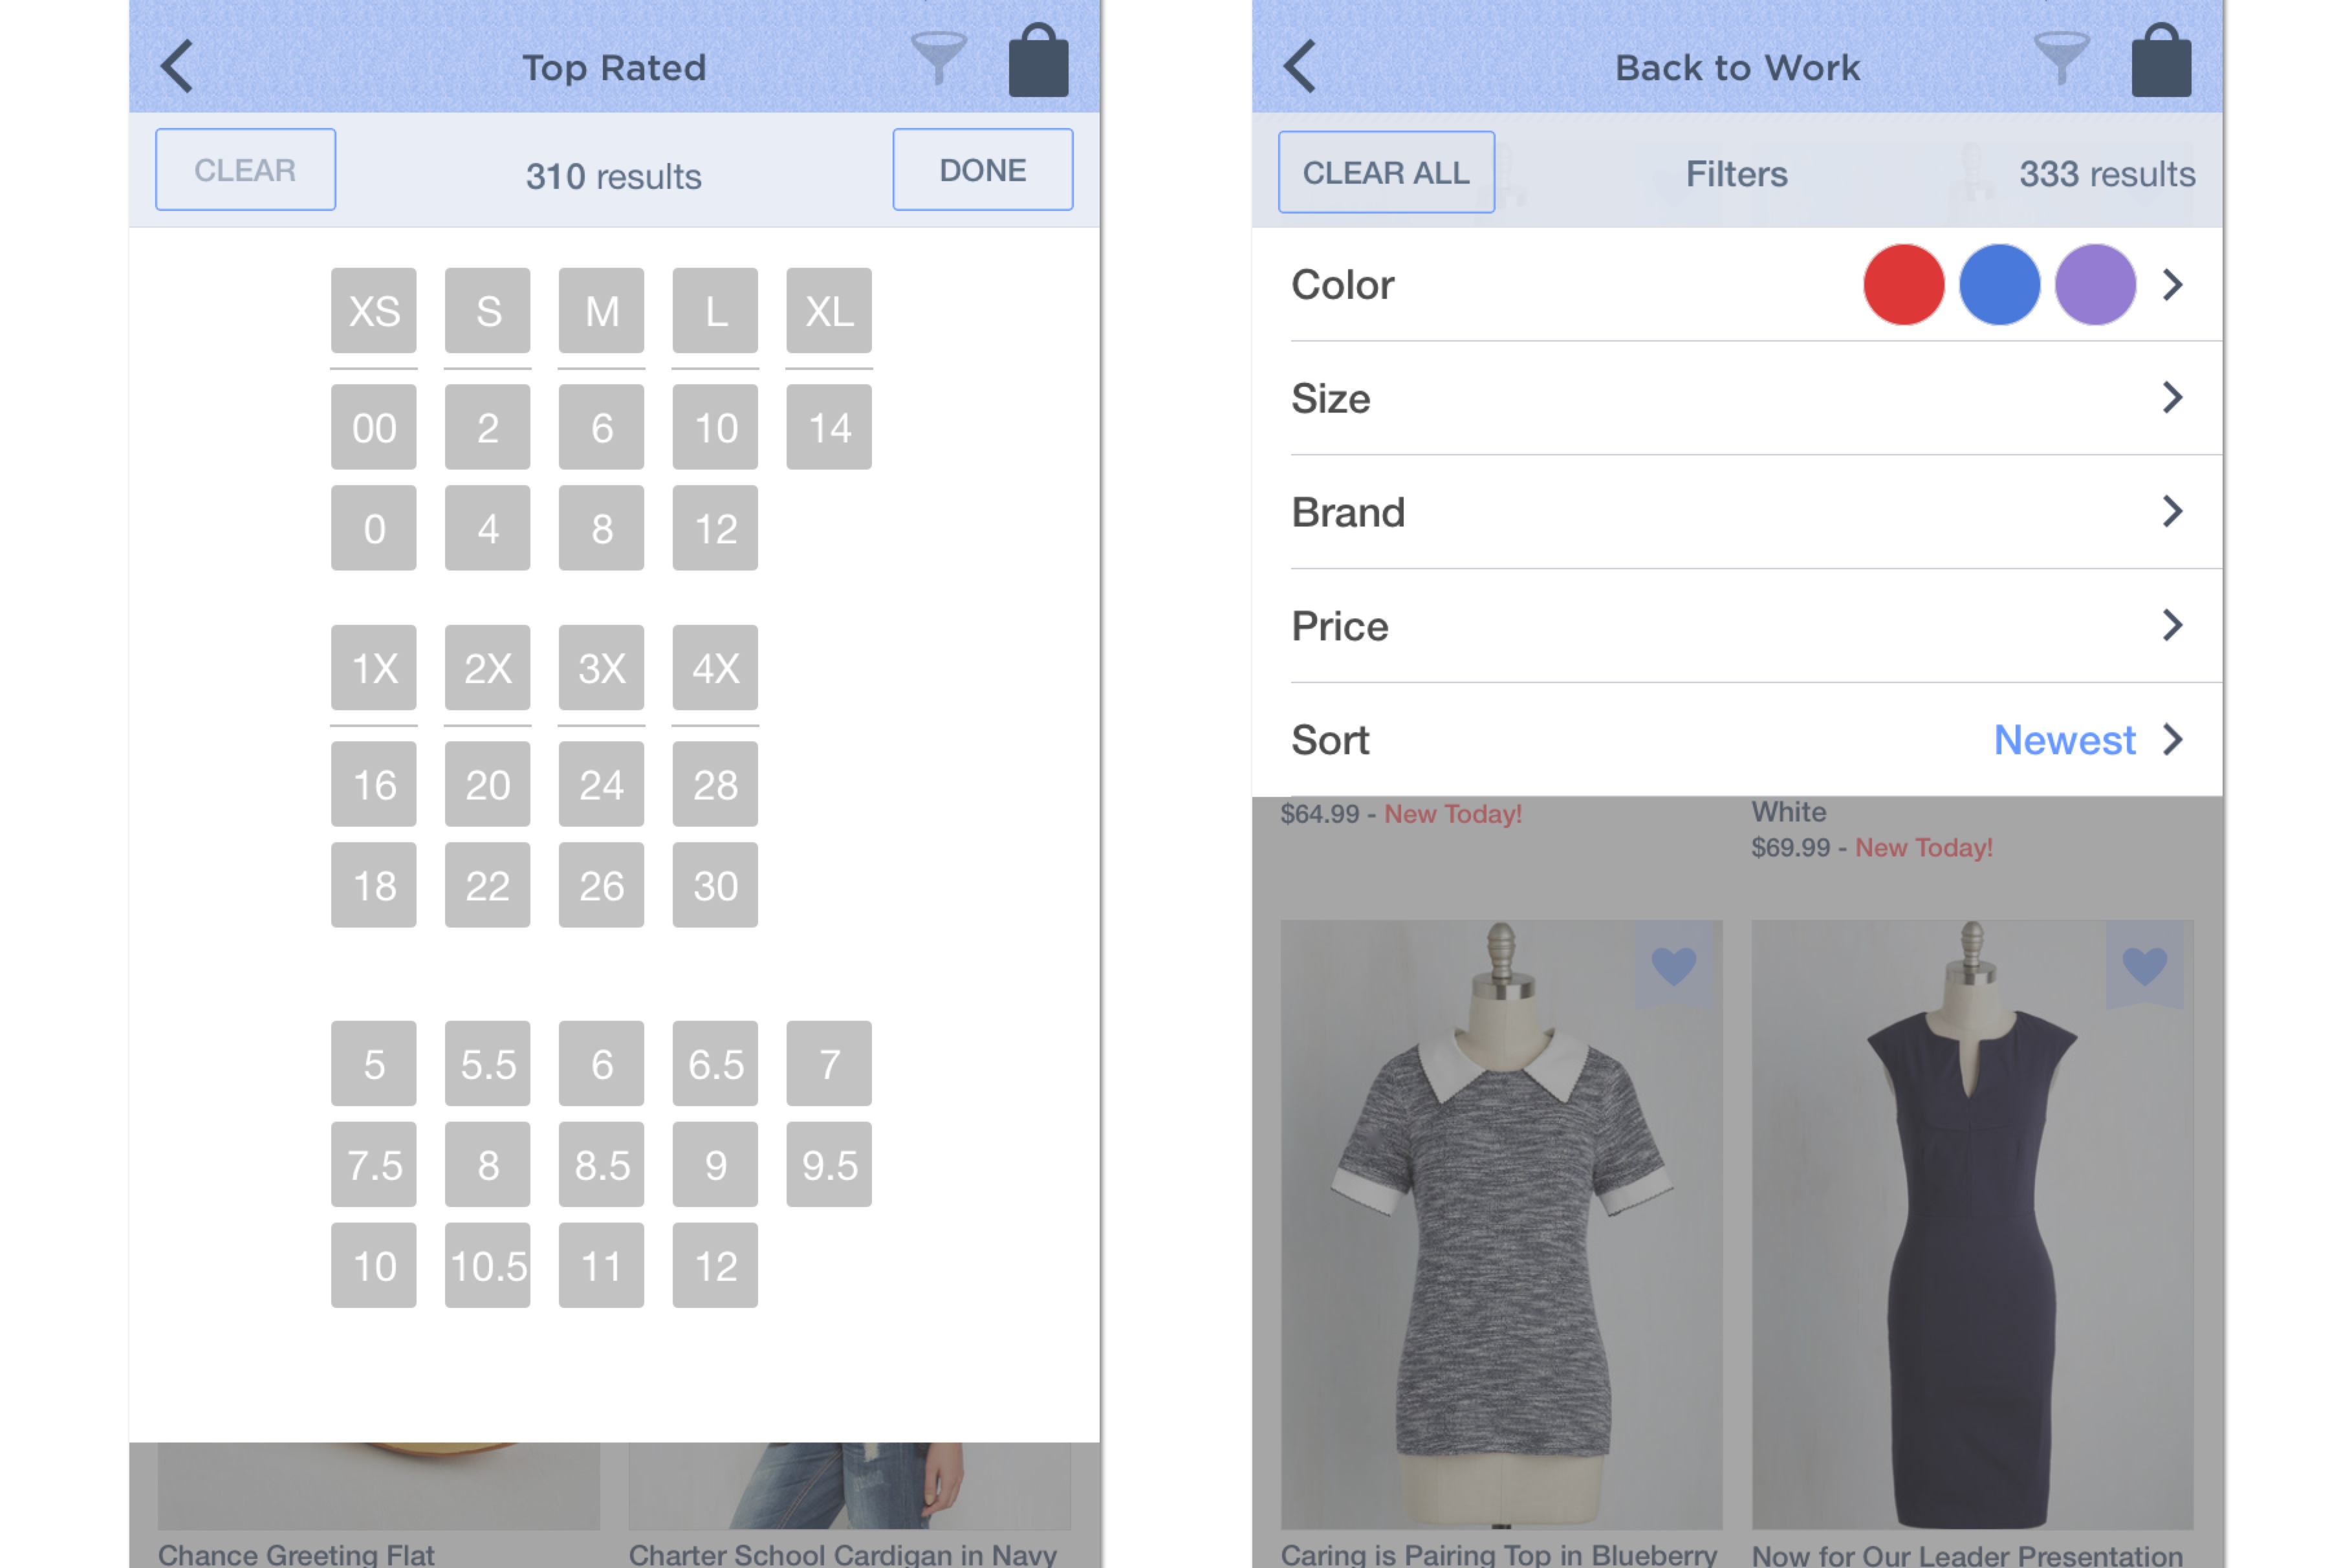 Top Rated
CLEAR
310 results
DONE
XS S M L XL
00 2 6 10 14
0 4 8 12
1X 2X 3X 4X
16 20 24 28
18 22 26 30
5 5.5 6 6.5 7
7.5 8 8.5 9 9.5
10 10.5 11 12
Chance Greeting Flat
Charter School Cardigan in Navy
Back to Work
CLEAR ALL
Filters
333 results
Color
Size
Brand
Price
Sort
Newest
$64.99 - New Today!
White
$69.99 - New Today!
Caring is Pairing Top in Blueberry
Now for Our Leader Presentation